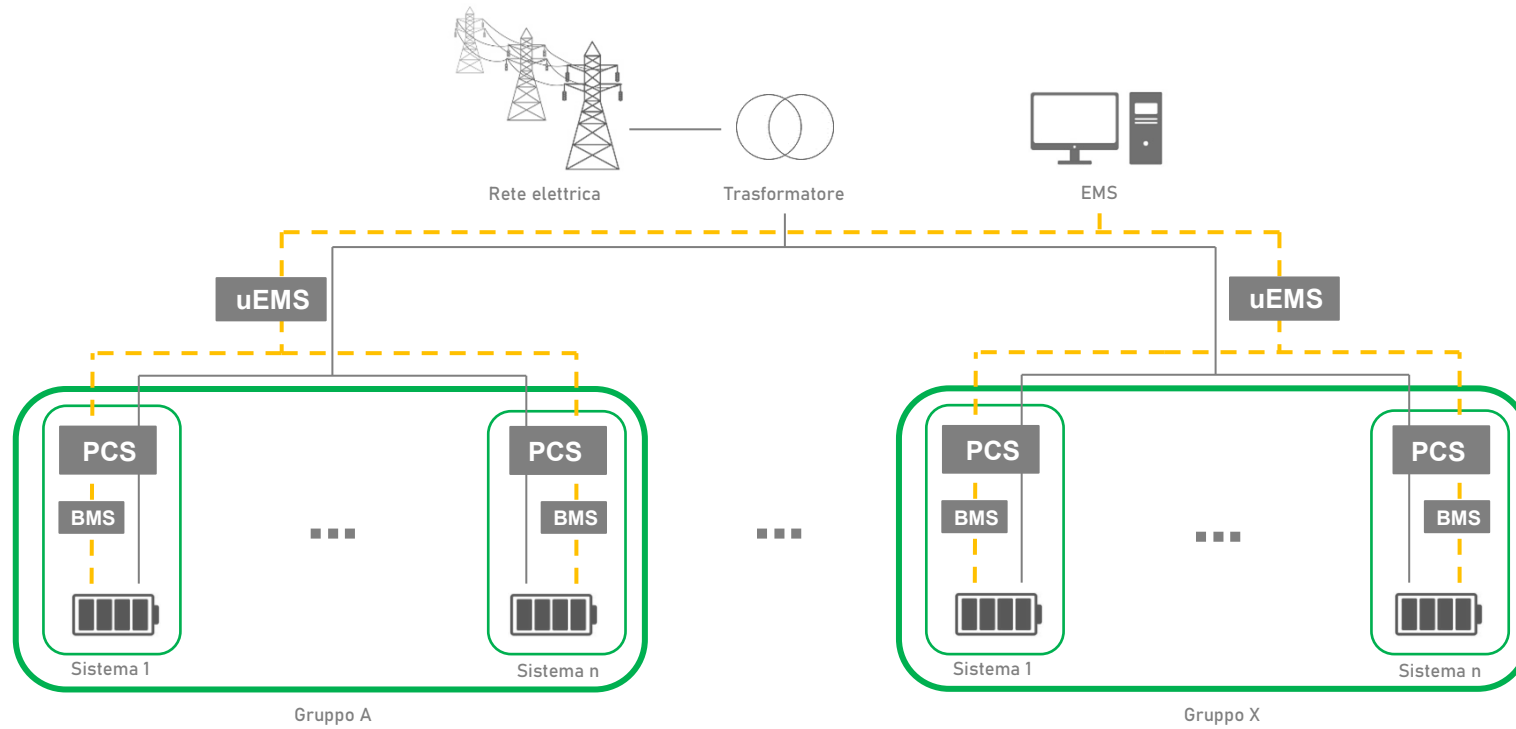 Rete elettrica
Trasformatore
EMS
uEMS
uEMS
PCS
PCS
PCS
PCS
BMS
BMS
BMS
BMS
Sistema 1
Sistema n
Sistema 1
Sistema n
Gruppo A
Gruppo X